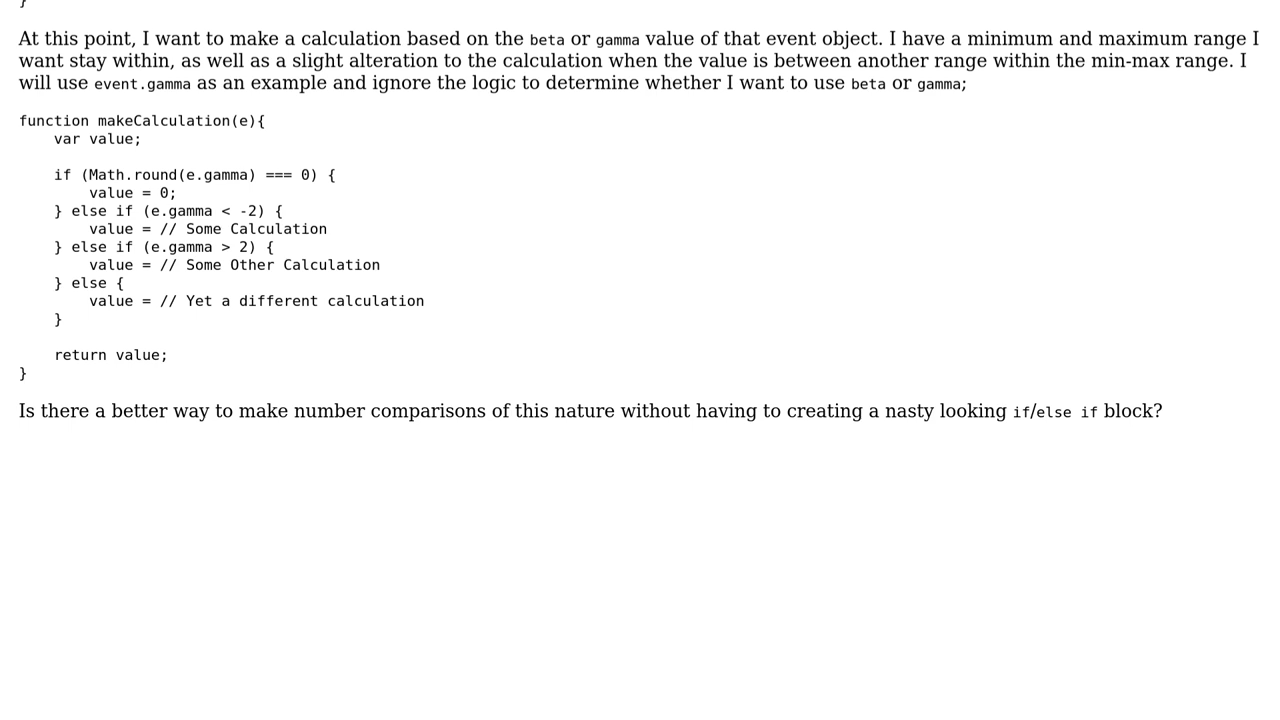 }
At this point, I want to make a calculation based on the beta or gamma value of that event object. I have a minimum and maximum range I
want stay within, as well as a slight alteration to the calculation when the value is between another range within the min-max range. I
will use event.gamma as an example and ignore the logic to determine whether I want to use beta or gamma;
function makeCalculation(e){
    var value;

    if (Math.round(e.gamma) === 0) {
        value = 0;
    } else if (e.gamma < -2) {
        value = // Some Calculation
    } else if (e.gamma > 2) {
        value = // Some Other Calculation
    } else {
        value = // Yet a different calculation
    }

    return value;
}
Is there a better way to make number comparisons of this nature without having to creating a nasty looking if/else if block?